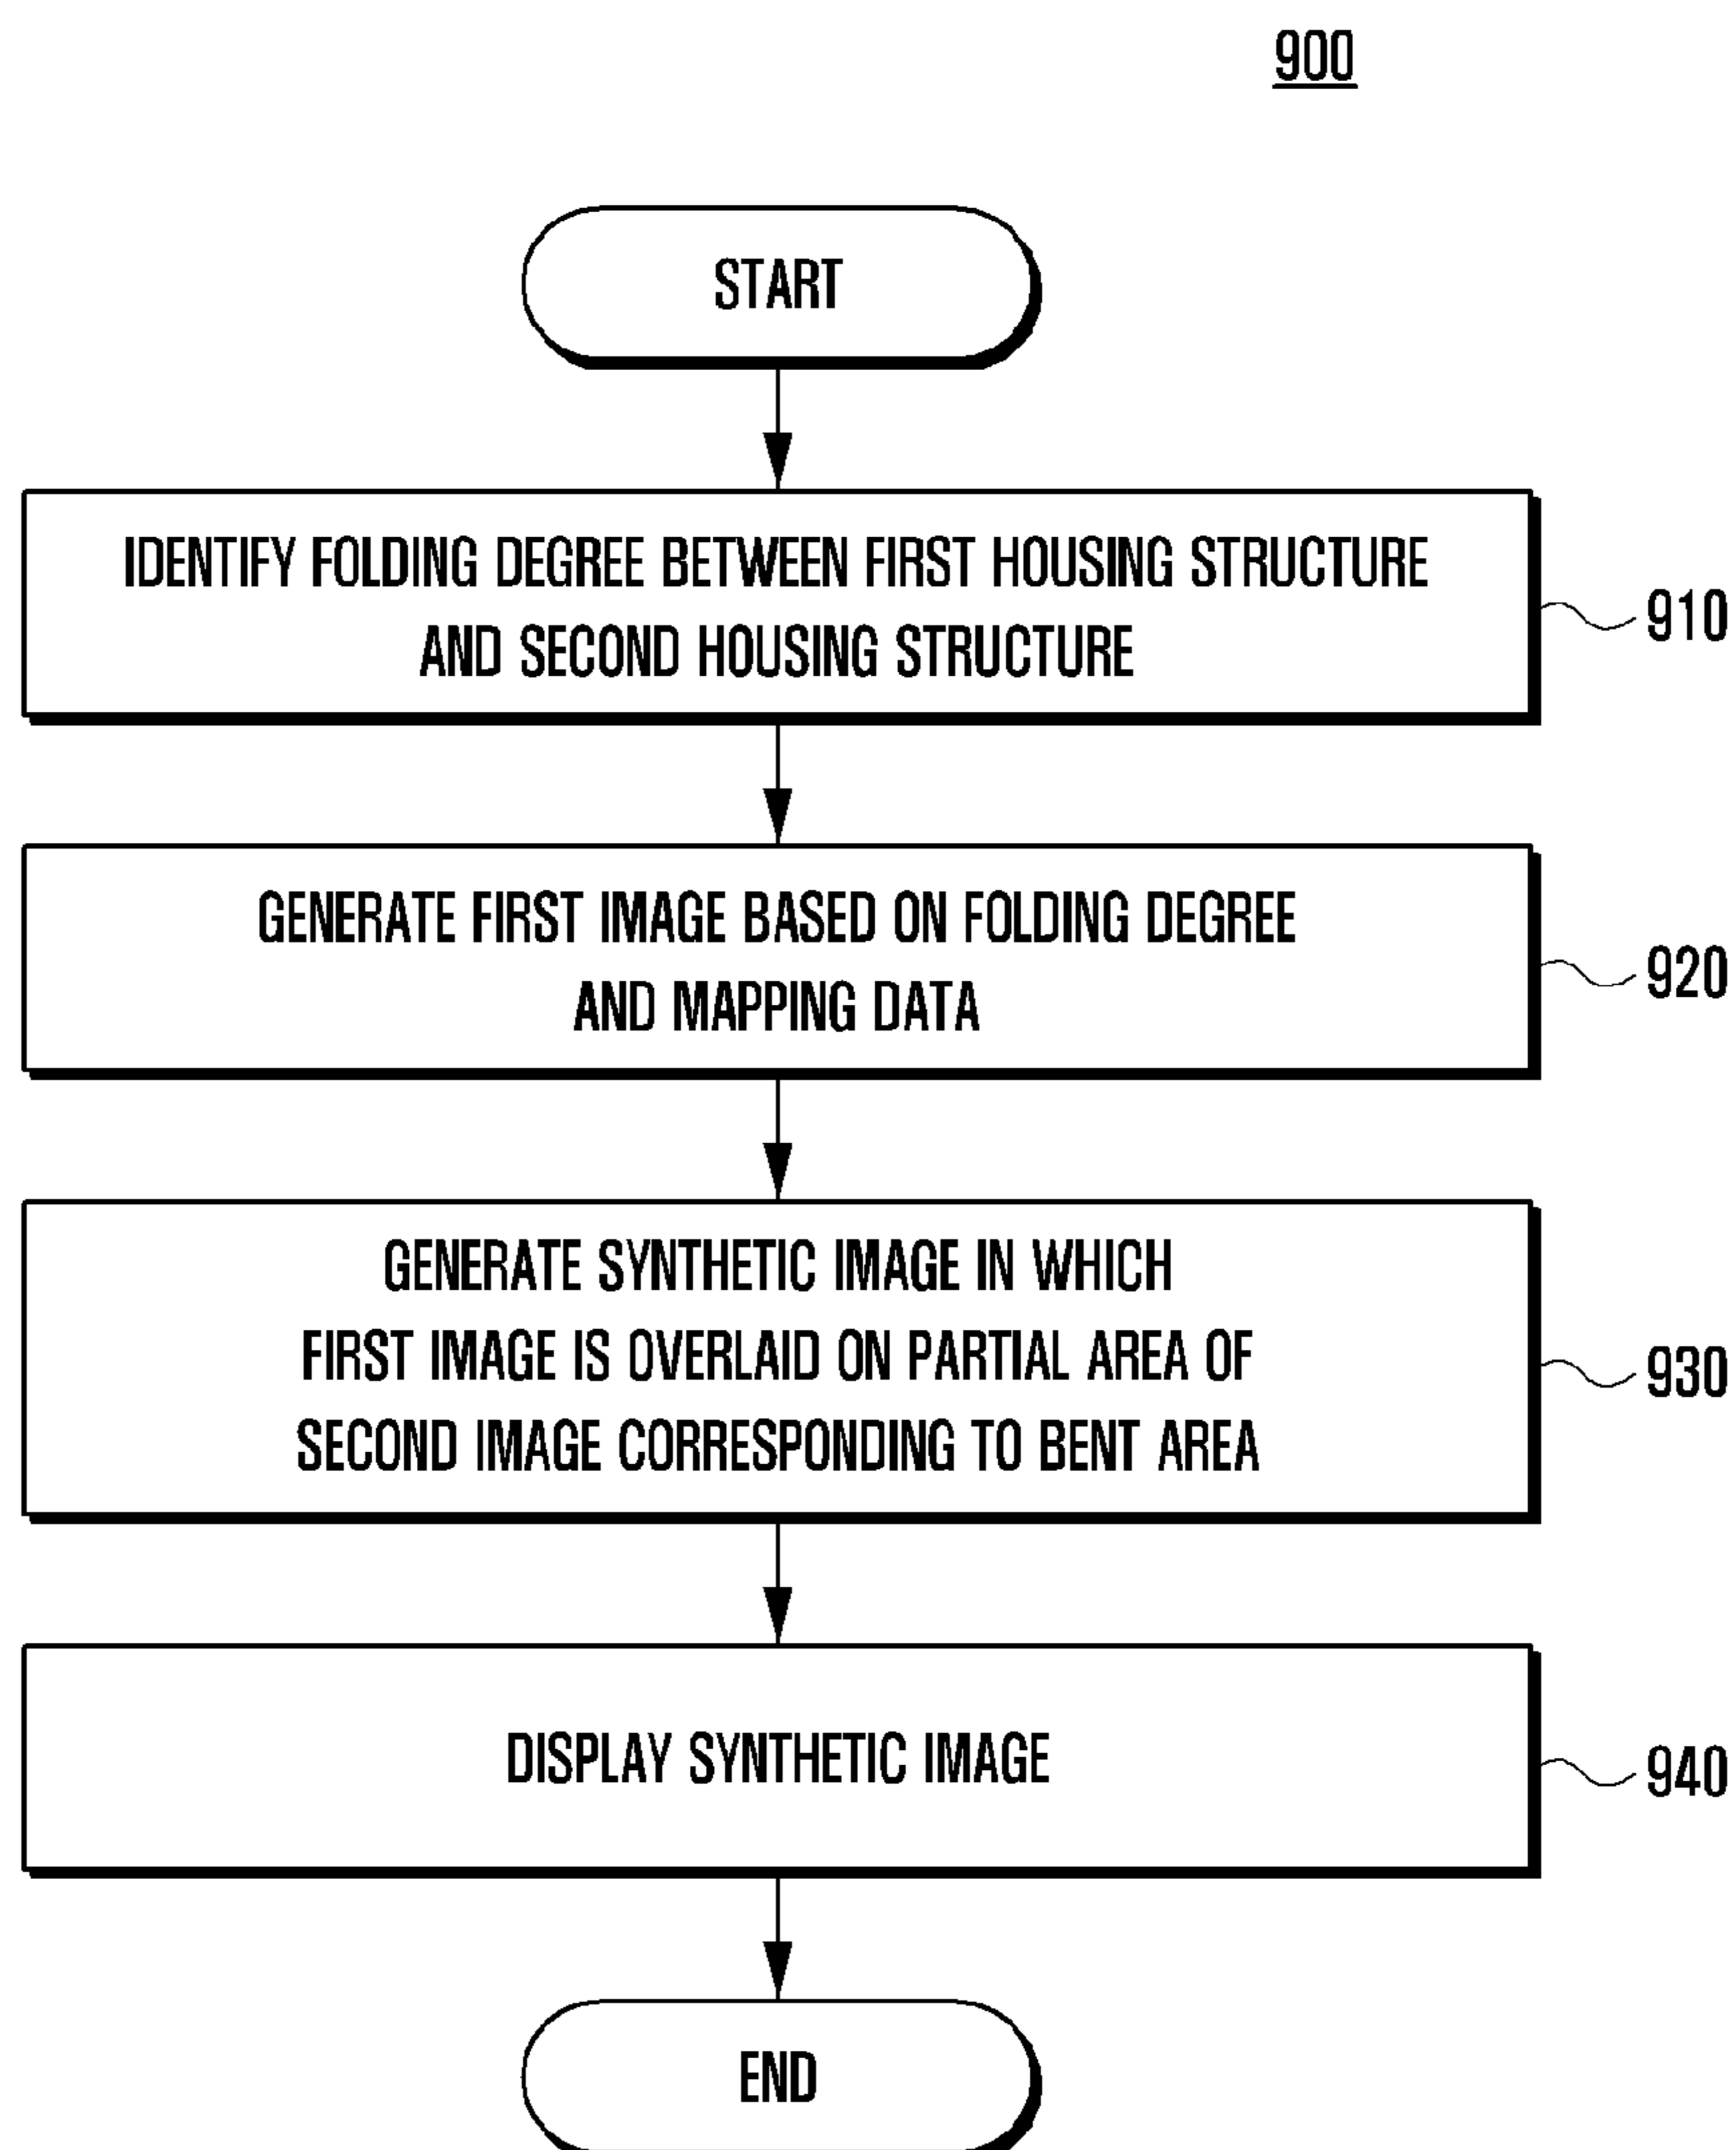 900
START
IDENTIFY FOLDING DEGREE BETWEEN FIRST HOUSING STRUCTURE
AND SECOND HOUSING STRUCTURE
910
GENERATE FIRST IMAGE BASED ON FOLDING DEGREE
AND MAPPING DATA
920
GENERATE SYNTHETIC IMAGE IN WHICH
FIRST IMAGE IS OVERLAID ON PARTIAL AREA OF
SECOND IMAGE CORRESPONDING TO BENT AREA
930
DISPLAY SYNTHETIC IMAGE
940
END